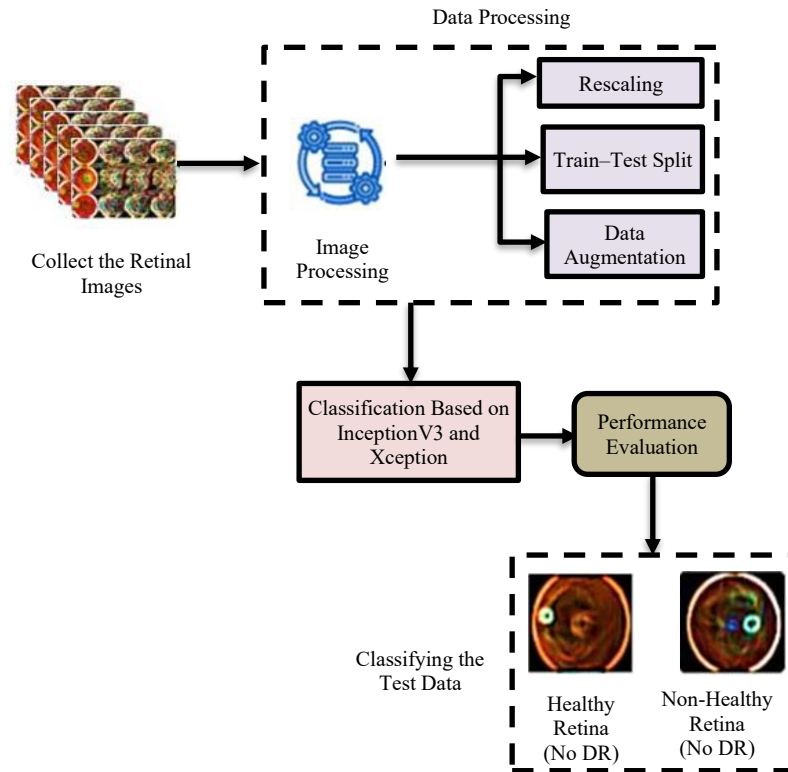 Data Processing
Collect the Retinal
Images
Image
Processing
Rescaling
Train–Test Split
Data
Augmentation
Classification Based on
InceptionV3 and
Xception
Performance
Evaluation
Classifying the
Test Data
Healthy
Retina
(No DR)
Non-Healthy
Retina
(No DR)